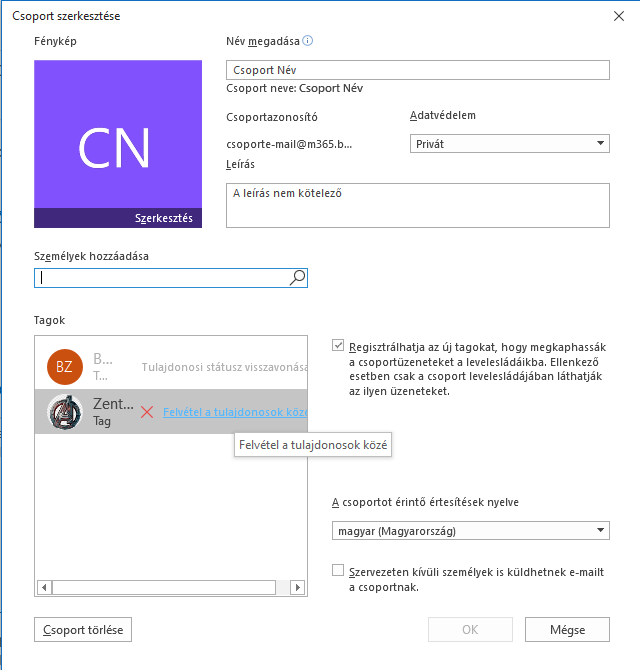 Csoport szerkesztése
Fénykép
CN
Szerkesztés
Név megadása
Csoport Név
Csoport neve: Csoport Név
Csoportazonosító
Adatvédelem
csoporte-mail@m365.b...
Privát
Leírás
A leírás nem kötelező
Személyek hozzáadása
Tagok
BZ
B...
T...
Tulajdonosi státusz visszavonása
Zent...
Tag
Felvétel a tulajdonosok közé
Felvétel a tulajdonosok közé
Regisztrálhatja az új tagokat, hogy megkaphassák
a csoportüzeneteket a levelesládáikba. Ellenkező
esetben csak a csoport levelesládájában láthatják
az ilyen üzeneteket.
A csoportot érintő értesítések nyelve
magyar (Magyarország)
Szervezeten kívüli személyek is küldhetnek e-mailt
a csoportnak.
Csoport törlése
OK
Mégse